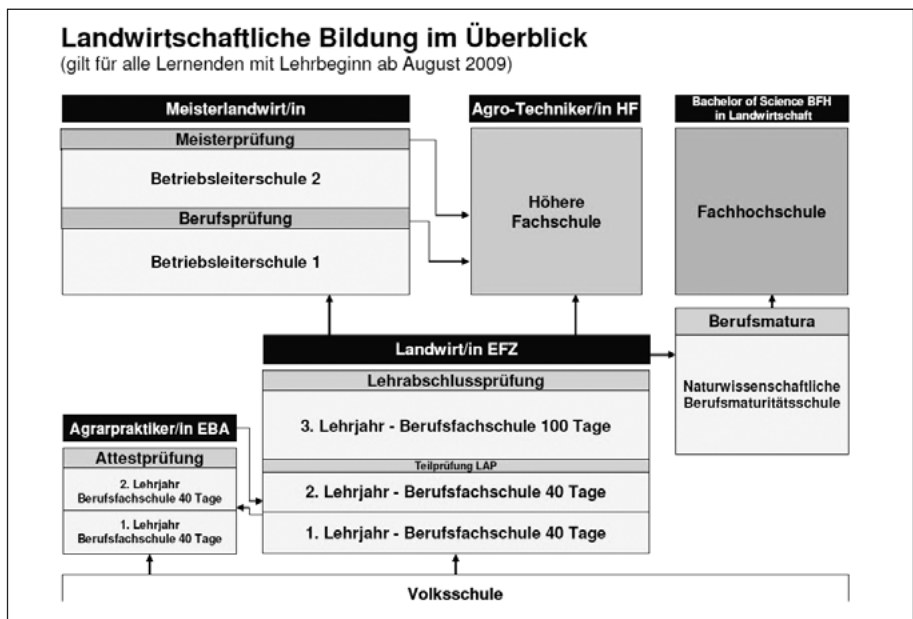 Landwirtschaftliche Bildung im Überblick
(gilt für alle Lernenden mit Lehrbeginn ab August 2009)
Meisterlandwirt/in
Meisterprüfung
Betriebsleiterschule 2
Berufsprüfung
Betriebsleiterschule 1
Agro-Techniker/in HF
Höhere
Fachschule
Bachelor of Science BFH
in Landwirtschaft
Fachhochschule
Berufsmatura
Naturwissenschaftliche
Berufsmaturitätsschule
Landwirt/in EFZ
Lehrabschlussprüfung
3. Lehrjahr - Berufsfachschule 100 Tage
Teilprüfung LAP
2. Lehrjahr - Berufsfachschule 40 Tage
1. Lehrjahr - Berufsfachschule 40 Tage
Agrarpraktiker/in EBA
Attestprüfung
2. Lehrjahr
Berufsfachschule 40 Tage
1. Lehrjahr
Berufsfachschule 40 Tage
Volksschule